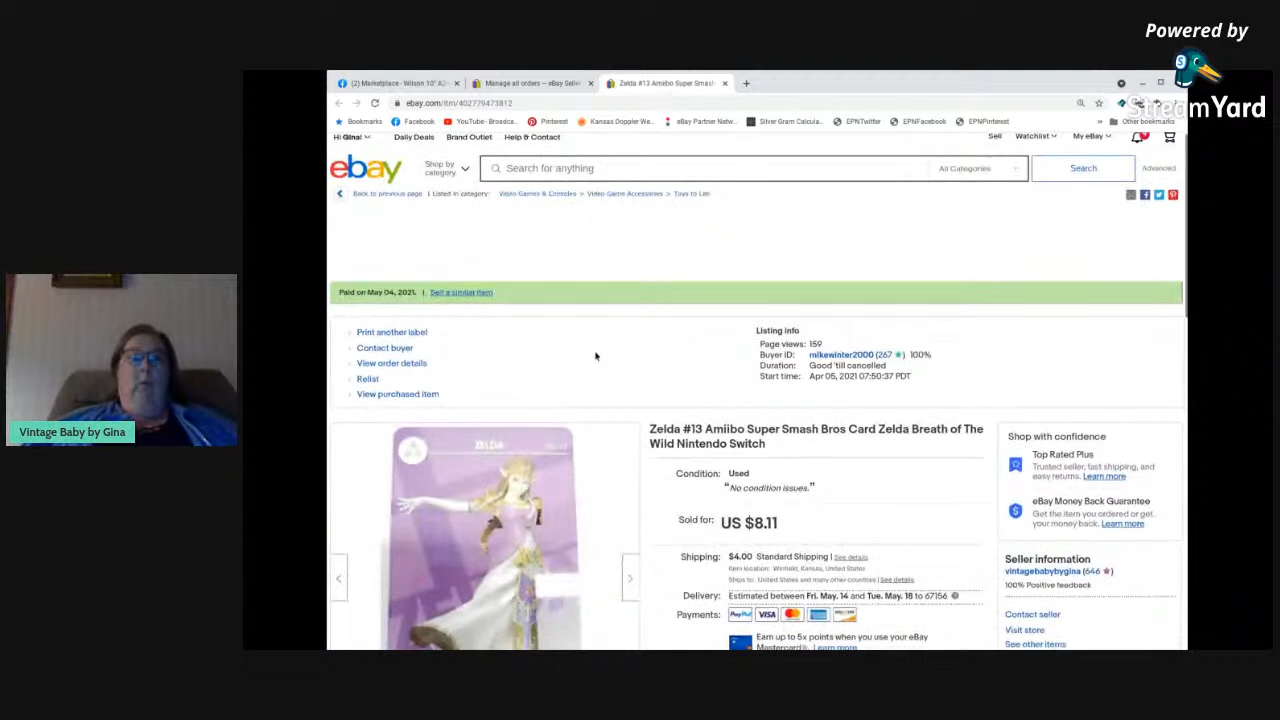 Powered by
StreamYard
(2) Marketplace - Wilson 10" A2
Manage all orders -- eBay Selle
Zelda #13 Amiibo Super Smash
ebay.com/itm/402779473812
Bookmarks
Facebook
YouTube - Broadca...
Pinterest
Kansas Doppler We...
eBay Partner Netw...
Silver Gram Calcula...
EPNTwitter
EPNFacebook
EPNPinterest
Other bookmarks
Hi Gina!
Daily Deals
Brand Outlet
Help & Contact
Sell
Watchlist
My eBay
ebay
Shop by category
Search for anything
All Categories
Search
Advanced
Back to previous page | Listed in category: Video Games & Consoles > Video Game Accessories > Toys to Life
Paid on May 04, 2021. | Sell a similar item
Print another label
Contact buyer
View order details
Relist
View purchased item
Listing info
Page views: 159
Buyer ID: mikewinter2000 (267) 100%
Duration: Good 'till cancelled
Start time: Apr 05, 2021 07:50:37 PDT
ZELDA
Zelda #13 Amiibo Super Smash Bros Card Zelda Breath of The
Wild Nintendo Switch
Condition: Used
"No condition issues."
Sold for: US $8.11
Shipping: $4.00 Standard Shipping | See details
Item location: Winfield, Kansas, United States
Ships to: United States and many other countries | See details
Delivery: Estimated between Fri. May. 14 and Tue. May. 18 to 67156
Payments: PayPal VISA
Earn up to 5x points when you use your eBay
Mastercard®. Learn more
Shop with confidence
Top Rated Plus
Trusted seller, fast shipping, and
easy returns. Learn more
eBay Money Back Guarantee
Get the item you ordered or get
your money back. Learn more
Seller information
vintagebabybygina (646)
100% Positive feedback
Contact seller
Visit store
See other items
Vintage Baby by Gina